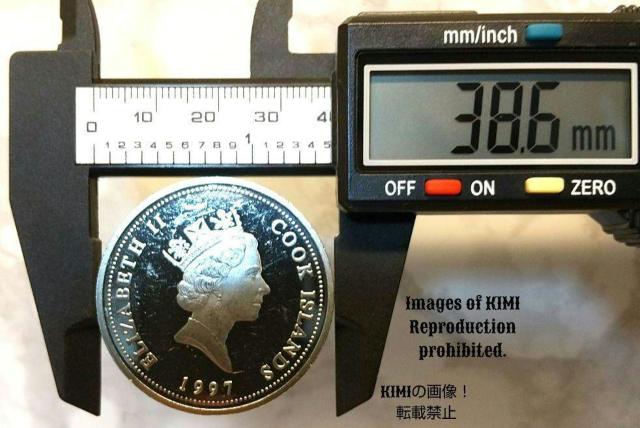 mm/inch
38.6 mm
OFF ON ZERO
0 10 20 30 4
1 2 3 4 5 6 7 8 9 1 1 2 3 4 5
ELIZABETH II COOK ISLANDS
1997
Images of KIMI
Reproduction
prohibited.
KIMIの画像！
転載禁止